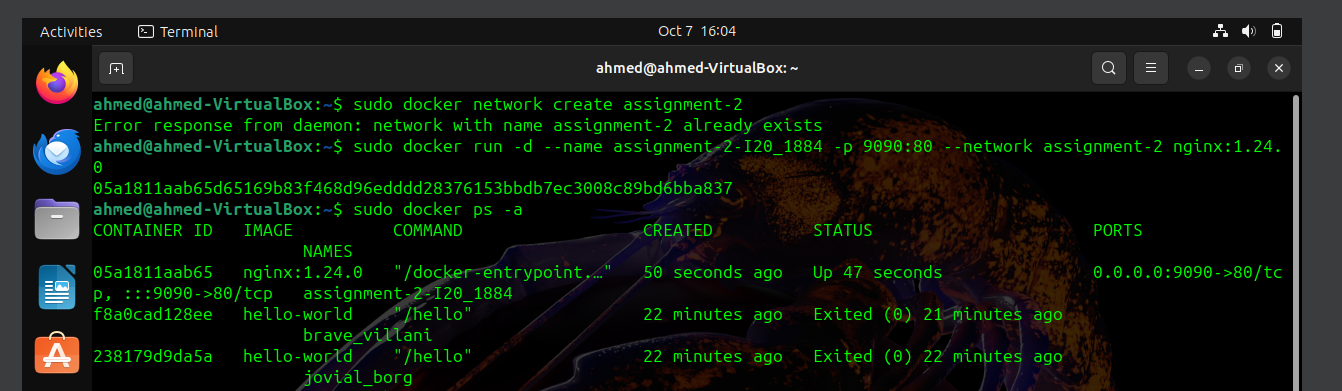 Activities Terminal Oct 7 16:04
ahmed@ahmed-VirtualBox: ~
ahmed@ahmed-VirtualBox:~$ sudo docker network create assignment-2
Error response from daemon: network with name assignment-2 already exists
ahmed@ahmed-VirtualBox:~$ sudo docker run -d --name assignment-2-I20_1884 -p 9090:80 --network assignment-2 nginx:1.24.
0
05a1811aab65d65169b83f468d96edddd28376153bbdb7ec3008c89bd6bba837
ahmed@ahmed-VirtualBox:~$ sudo docker ps -a
CONTAINER ID IMAGE COMMAND CREATED STATUS PORTS
NAMES
05a1811aab65 nginx:1.24.0 "/docker-entrypoint.…" 50 seconds ago Up 47 seconds 0.0.0.0:9090->80/tc
p, :::9090->80/tcp assignment-2-I20_1884
f8a0cad128ee hello-world "/hello" 22 minutes ago Exited (0) 21 minutes ago
brave_villani
238179d9da5a hello-world "/hello" 22 minutes ago Exited (0) 22 minutes ago
jovial_borg